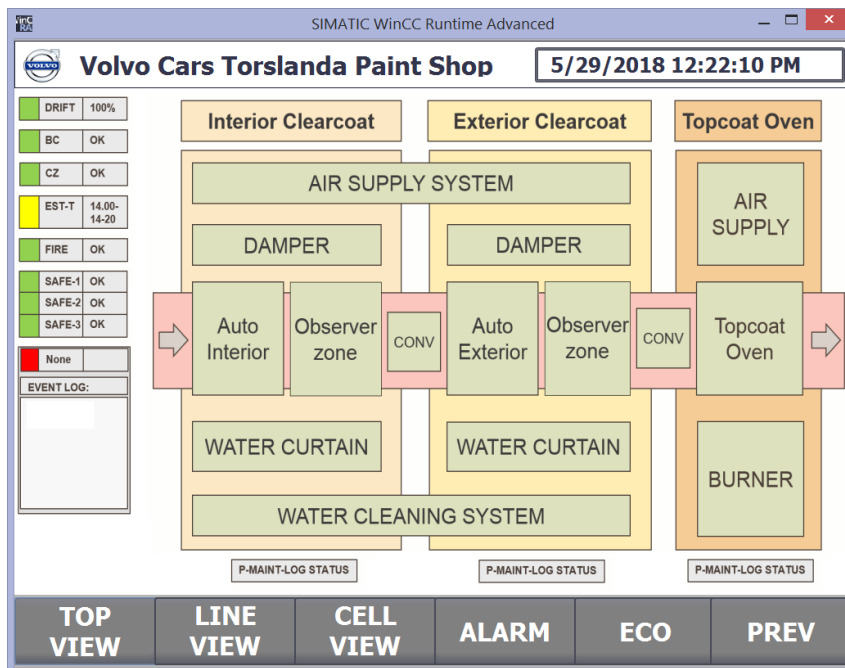 SIMATIC WinCC Runtime Advanced
VOLVO
Volvo Cars Torslanda Paint Shop
5/29/2018 12:22:10 PM
DRIFT 100%
BC OK
CZ OK
EST-T 14.00-
14-20
FIRE OK
SAFE-1 OK
SAFE-2 OK
SAFE-3 OK
None
EVENT LOG:
Interior Clearcoat
Exterior Clearcoat
Topcoat Oven
AIR SUPPLY SYSTEM
AIR
SUPPLY
DAMPER
DAMPER
Auto
Interior
Observer
zone
CONV
Auto
Exterior
Observer
zone
CONV
Topcoat
Oven
WATER CURTAIN
WATER CURTAIN
BURNER
WATER CLEANING SYSTEM
P-MAINT-LOG STATUS
P-MAINT-LOG STATUS
P-MAINT-LOG STATUS
TOP
VIEW
LINE
VIEW
CELL
VIEW
ALARM
ECO
PREV